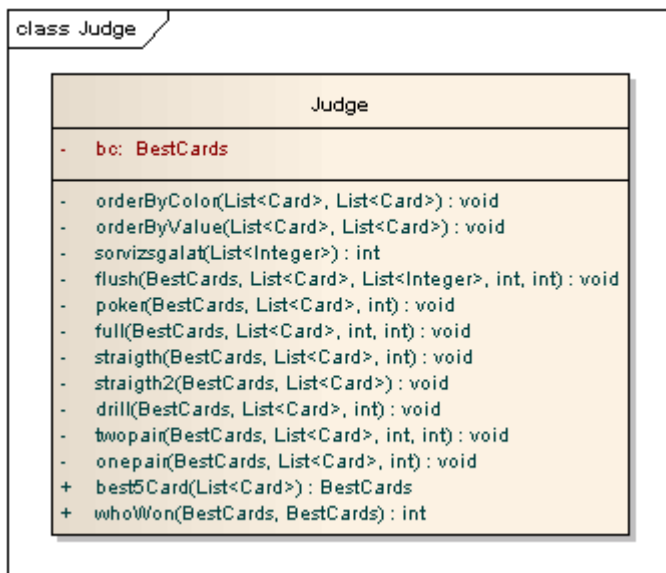 class Judge
Judge
- bc: BestCards
- orderByColor(List<Card>, List<Card>) : void
- orderByValue(List<Card>, List<Card>) : void
- sorvizsgalat(List<Integer>) : int
- flush(BestCards, List<Card>, List<Integer>, int, int) : void
- poker(BestCards, List<Card>, int) : void
- full(BestCards, List<Card>, int, int) : void
- straigth(BestCards, List<Card>, int) : void
- straigth2(BestCards, List<Card>) : void
- drill(BestCards, List<Card>, int) : void
- twopair(BestCards, List<Card>, int, int) : void
- onepair(BestCards, List<Card>, int) : void
+ best5Card(List<Card>) : BestCards
+ whoWon(BestCards, BestCards) : int